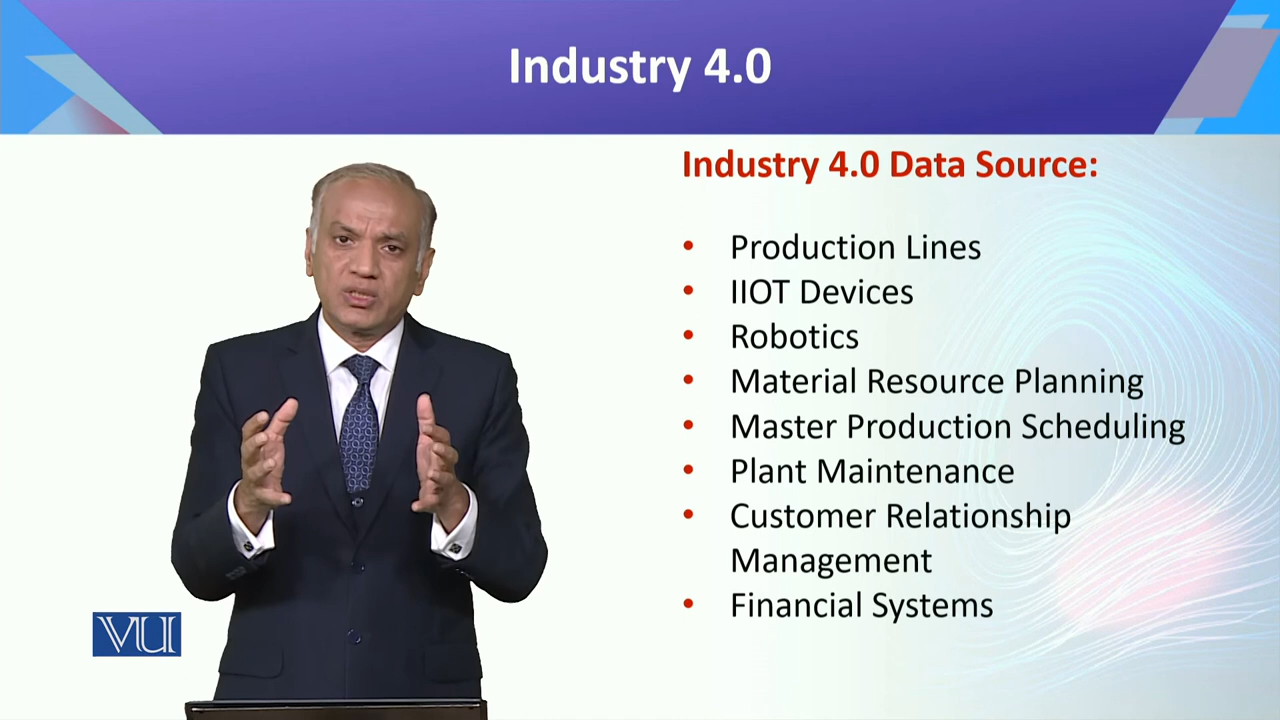 Industry 4.0
Industry 4.0 Data Source:
• Production Lines
• IIOT Devices
• Robotics
• Material Resource Planning
• Master Production Scheduling
• Plant Maintenance
• Customer Relationship
Management
• Financial Systems
VU